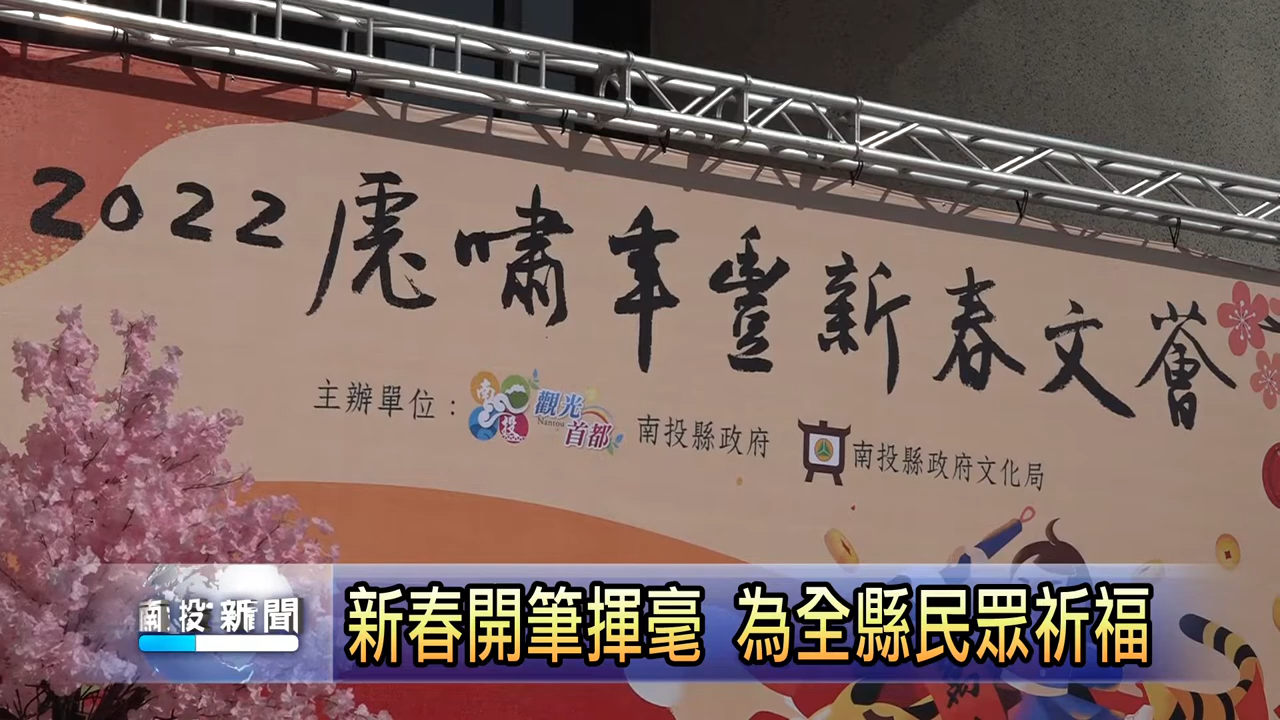 2022虎嘯年豐新春文薈
主辦單位：
南投
觀光
Nantou
首都
南投縣政府
南投縣政府文化局
南投新聞
新春開筆揮毫 為全縣民眾祈福